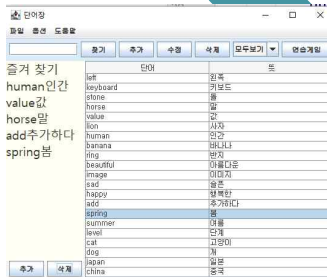 단어장
파일 옵션 도움말
찾기 추가 수정 삭제 모두보기 연습게임
즐겨 찾기
human인간
value값
horse말
add추가하다
spring봄
추가 삭제
단어 뜻
left 왼쪽
keyboard 키보드
stone 돌
horse 말
value 값
lion 사자
human 인간
banana 바나나
ring 반지
beautiful 아름다운
image 이미지
sad 슬픈
happy 행복한
add 추가하다
spring 봄
summer 여름
level 단계
cat 고양이
dog 개
japan 일본
china 중국